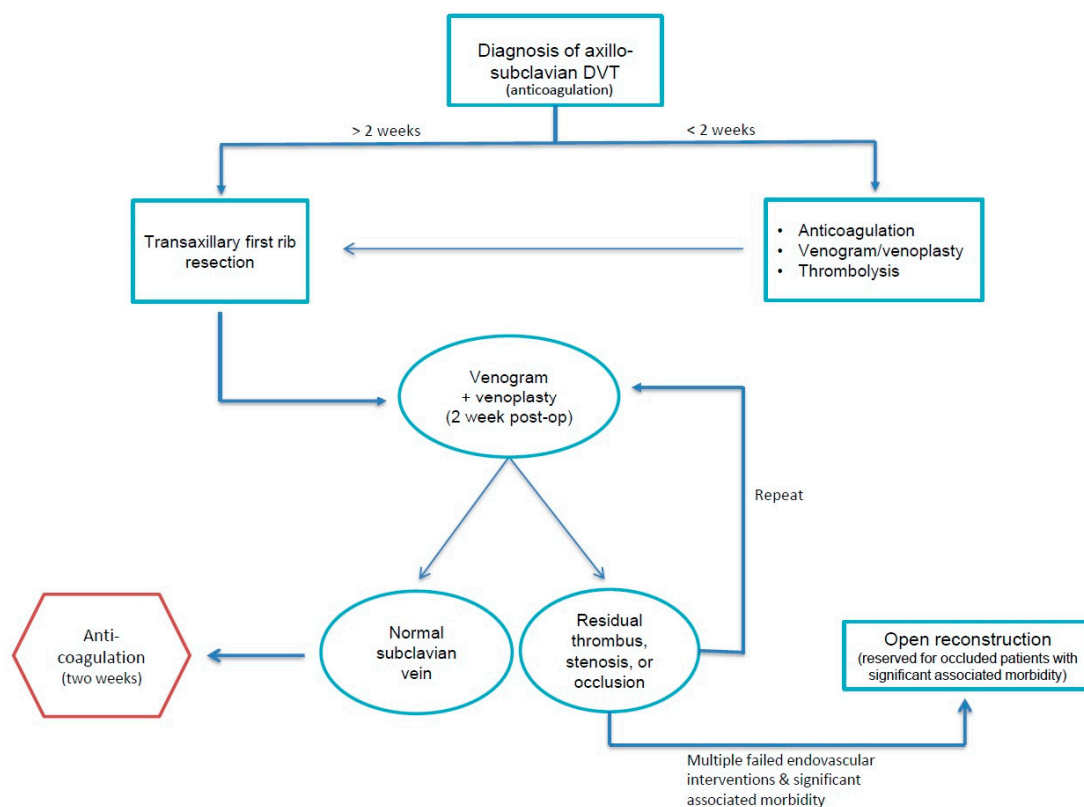 Diagnosis of axillo-
subclavian DVT
(anticoagulation)
> 2 weeks
< 2 weeks
Transaxillary first rib
resection
• Anticoagulation
• Venogram/venoplasty
• Thrombolysis
Venogram
+ venoplasty
(2 week post-op)
Repeat
Anti-
coagulation
(two weeks)
Normal
subclavian
vein
Residual
thrombus,
stenosis, or
occlusion
Open reconstruction
(reserved for occluded patients with
significant associated morbidity)
Multiple failed endovascular
interventions & significant
associated morbidity